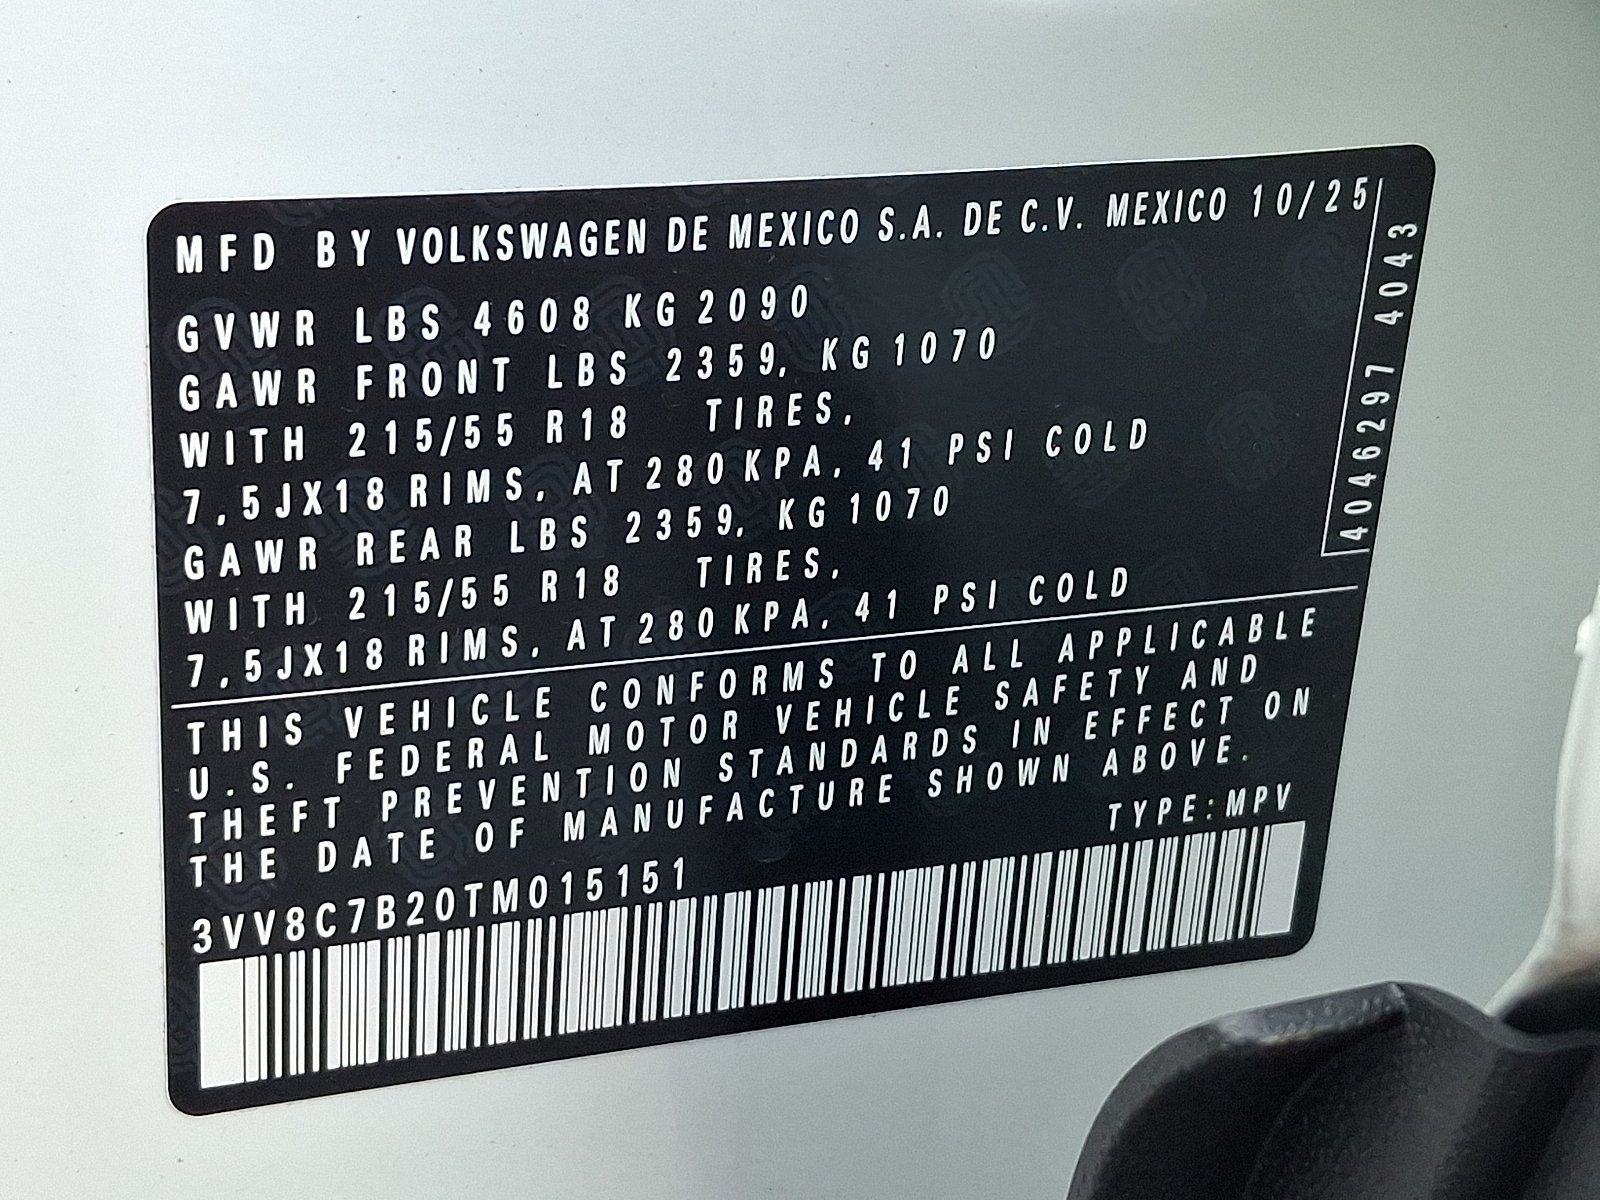 MFD BY VOLKSWAGEN DE MEXICO S.A. DE C.V. MEXICO 10/25
GVWR LBS 4608 KG 2090
GAWR FRONT LBS 2359, KG 1070
WITH 215/55 R18 TIRES,
7,5JX18 RIMS, AT 280 KPA, 41 PSI COLD
GAWR REAR LBS 2359, KG 1070
WITH 215/55 R18 TIRES,
7,5JX18 RIMS, AT 280 KPA, 41 PSI COLD
4046297 4043
THIS VEHICLE CONFORMS TO ALL APPLICABLE
U.S. FEDERAL MOTOR VEHICLE SAFETY AND
THEFT PREVENTION STANDARDS IN EFFECT ON
THE DATE OF MANUFACTURE SHOWN ABOVE.
TYPE:MPV
3VV8C7B20TM015151